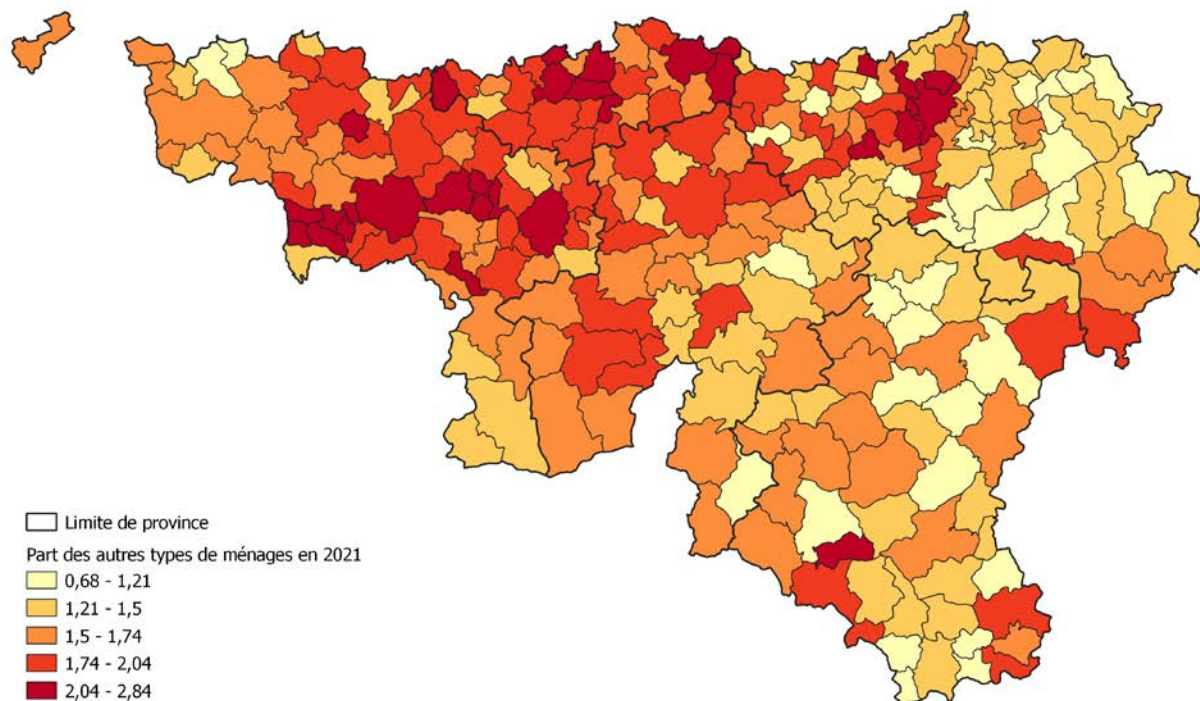 Limite de province
Part des autres types de ménages en 2021
0,68 - 1,21
1,21 - 1,5
1,5 - 1,74
1,74 - 2,04
2,04 - 2,84